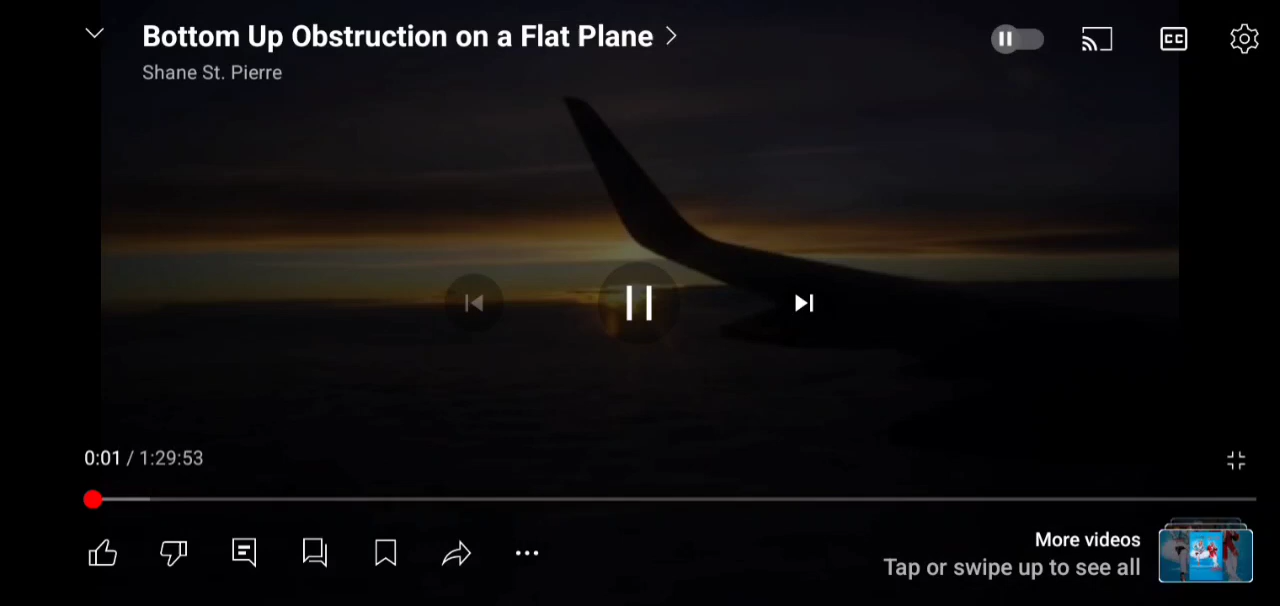 Bottom Up Obstruction on a Flat Plane
Shane St. Pierre
CC
0:01 / 1:29:53
More videos
Tap or swipe up to see all